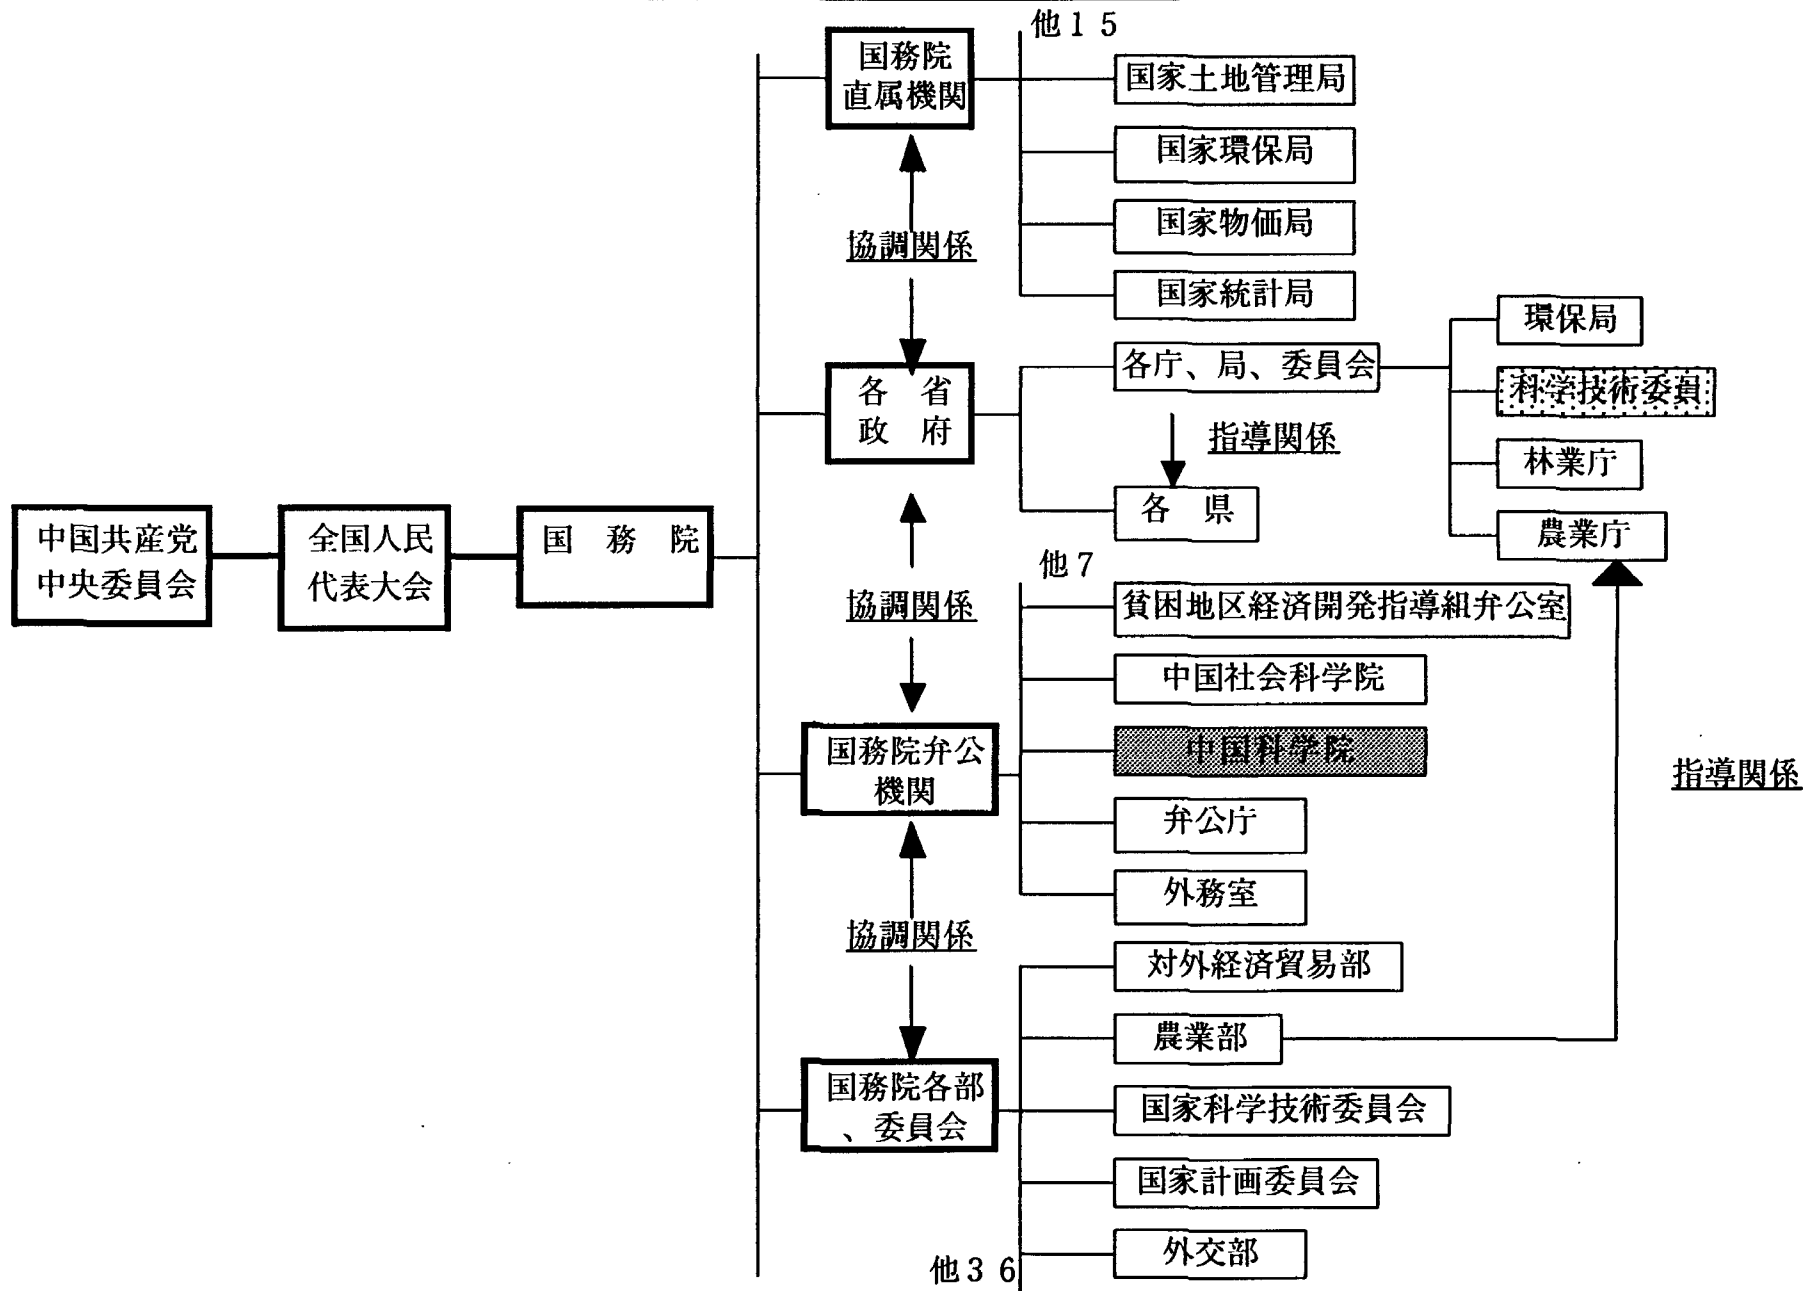 他15
国務院
直属機関
国家土地管理局
国家環保局
国家物価局
国家統計局
協調関係
環保局
各庁、局、委員会
各　省
政　府
科学技術委員
指導関係
林業庁
各　県
農業庁
中国共産党
中央委員会
全国人民
代表大会
国　務　院
他7
協調関係
貧困地区経済開発指導組弁公室
中国社会科学院
国務院弁公
機関
中国科学院
指導関係
弁公庁
外務室
協調関係
対外経済貿易部
農業部
国務院各部
、委員会
国家科学技術委員会
国家計画委員会
外交部
他36